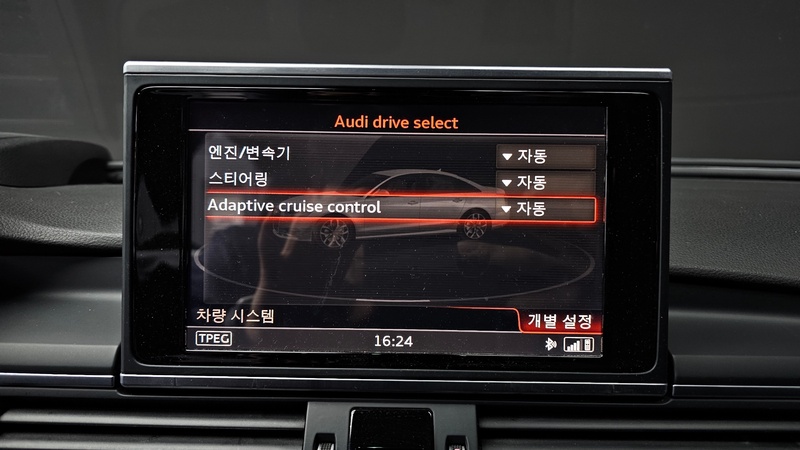 Audi drive select
엔진/변속기 자동
스티어링 자동
Adaptive cruise control 자동
차량 시스템 개별 설정
TPEG 16:24